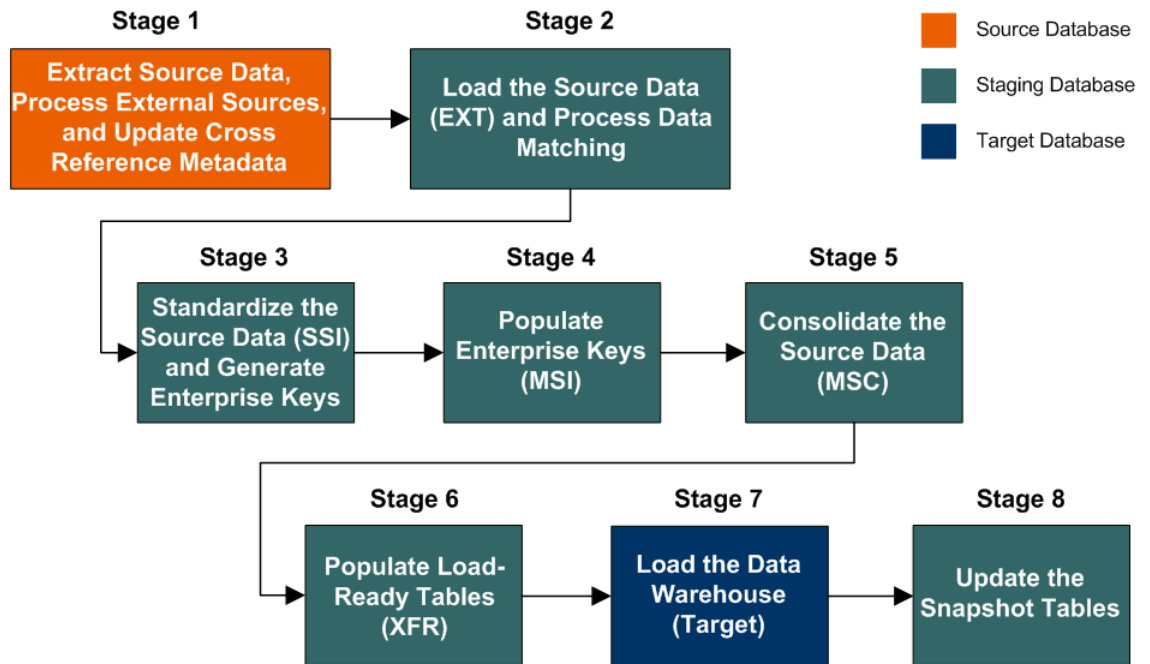 Stage 1
Extract Source Data,
Process External Sources,
and Update Cross
Reference Metadada
Stage 2
Load the Source Data
(EXT) and Process Data
Matching
Source Database
Staging Database
Target Database
Stage 3
Standardize the
Source Data (SSI)
and Generate
Enterprise Keys
Stage 4
Populate
Enterprise Keys
(MSI)
Stage 5
Consolidate the
Source Data
(MSC)
Stage 6
Populate Load-
Ready Tables
(XFR)
Stage 7
Load the Data
Warehouse
(Target)
Stage 8
Update the
Snapshot Tables